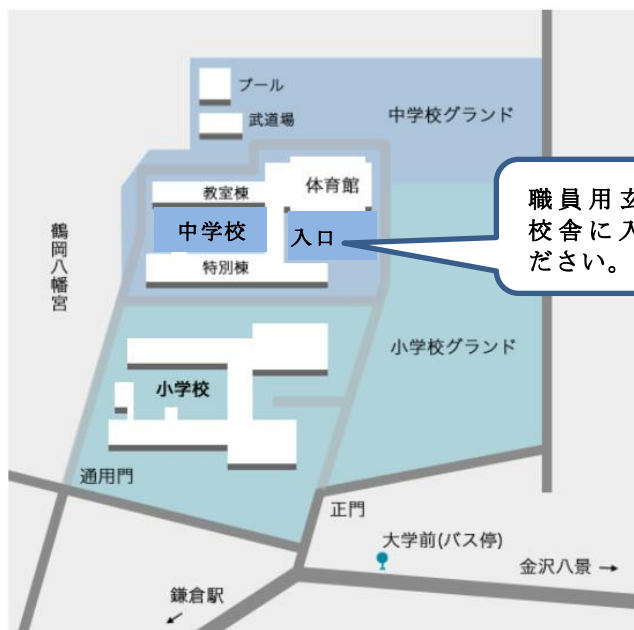 プール
武道場
中学校グランド
教室棟
体育館
中学校
入口
特別棟
鶴岡八幡宮
職員用玄
校舎に入
ださい。
小学校グランド
小学校
通用門
正門
大学前(バス停)
金沢八景 →
鎌倉駅